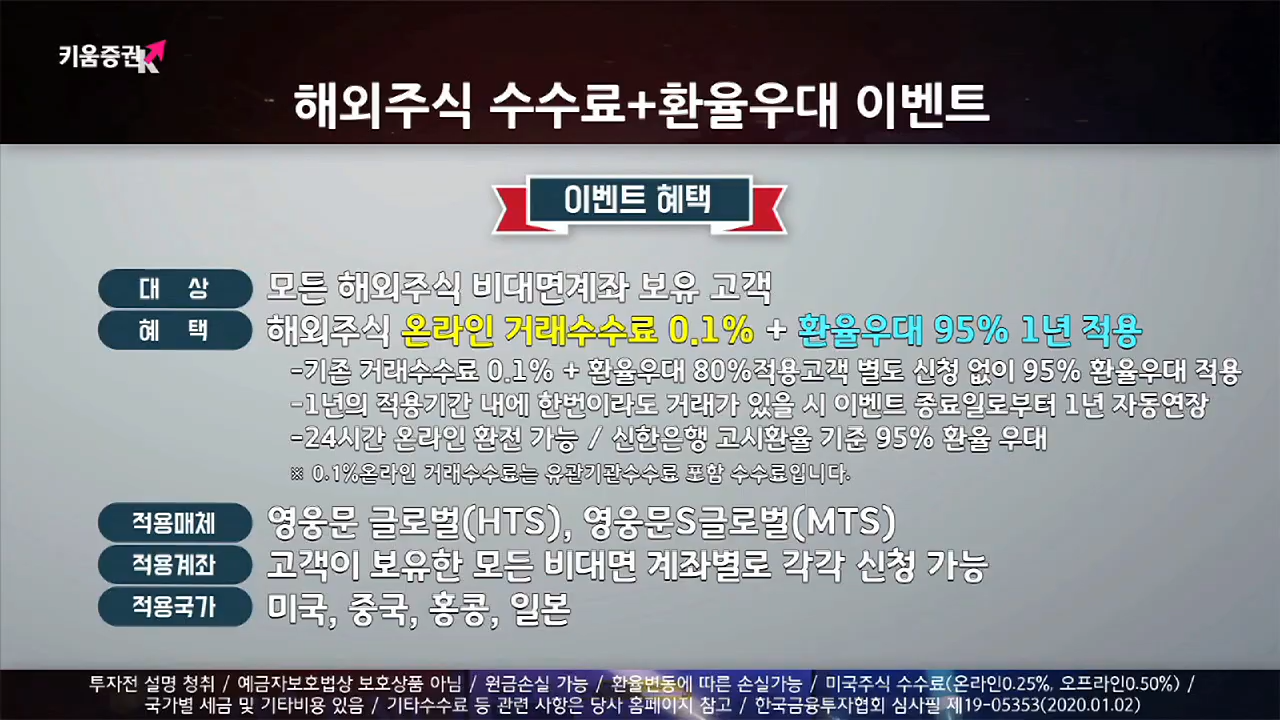 키움증권
해외주식 수수료+환율우대 이벤트
이벤트 혜택
대 상 모든 해외주식 비대면계좌 보유 고객
혜 택 해외주식 온라인 거래수수료 0.1% + 환율우대 95% 1년 적용
-기존 거래수수료 0.1% + 환율우대 80%적용고객 별도 신청 없이 95% 환율우대 적용
-1년의 적용기간 내에 한번이라도 거래가 있을 시 이벤트 종료일로부터 1년 자동연장
-24시간 온라인 환전 가능 / 신한은행 고시환율 기준 95% 환율 우대
※ 0.1%온라인 거래수수료는 유관기관수수료 포함 수수료입니다.
적용매체 영웅문 글로벌(HTS), 영웅문S글로벌(MTS)
적용계좌 고객이 보유한 모든 비대면 계좌별로 각각 신청 가능
적용국가 미국, 중국, 홍콩, 일본
투자전 설명 청취 / 예금자보호법상 보호상품 아님 / 원금손실 가능 / 환율변동에 따른 손실가능 / 미국주식 수수료(온라인0.25%, 오프라인0.50%) /
국가별 세금 및 기타비용 있음 / 기타수수료 등 관련 사항은 당사 홈페이지 참고 / 한국금융투자협회 심사필 제19-05353(2020.01.02)